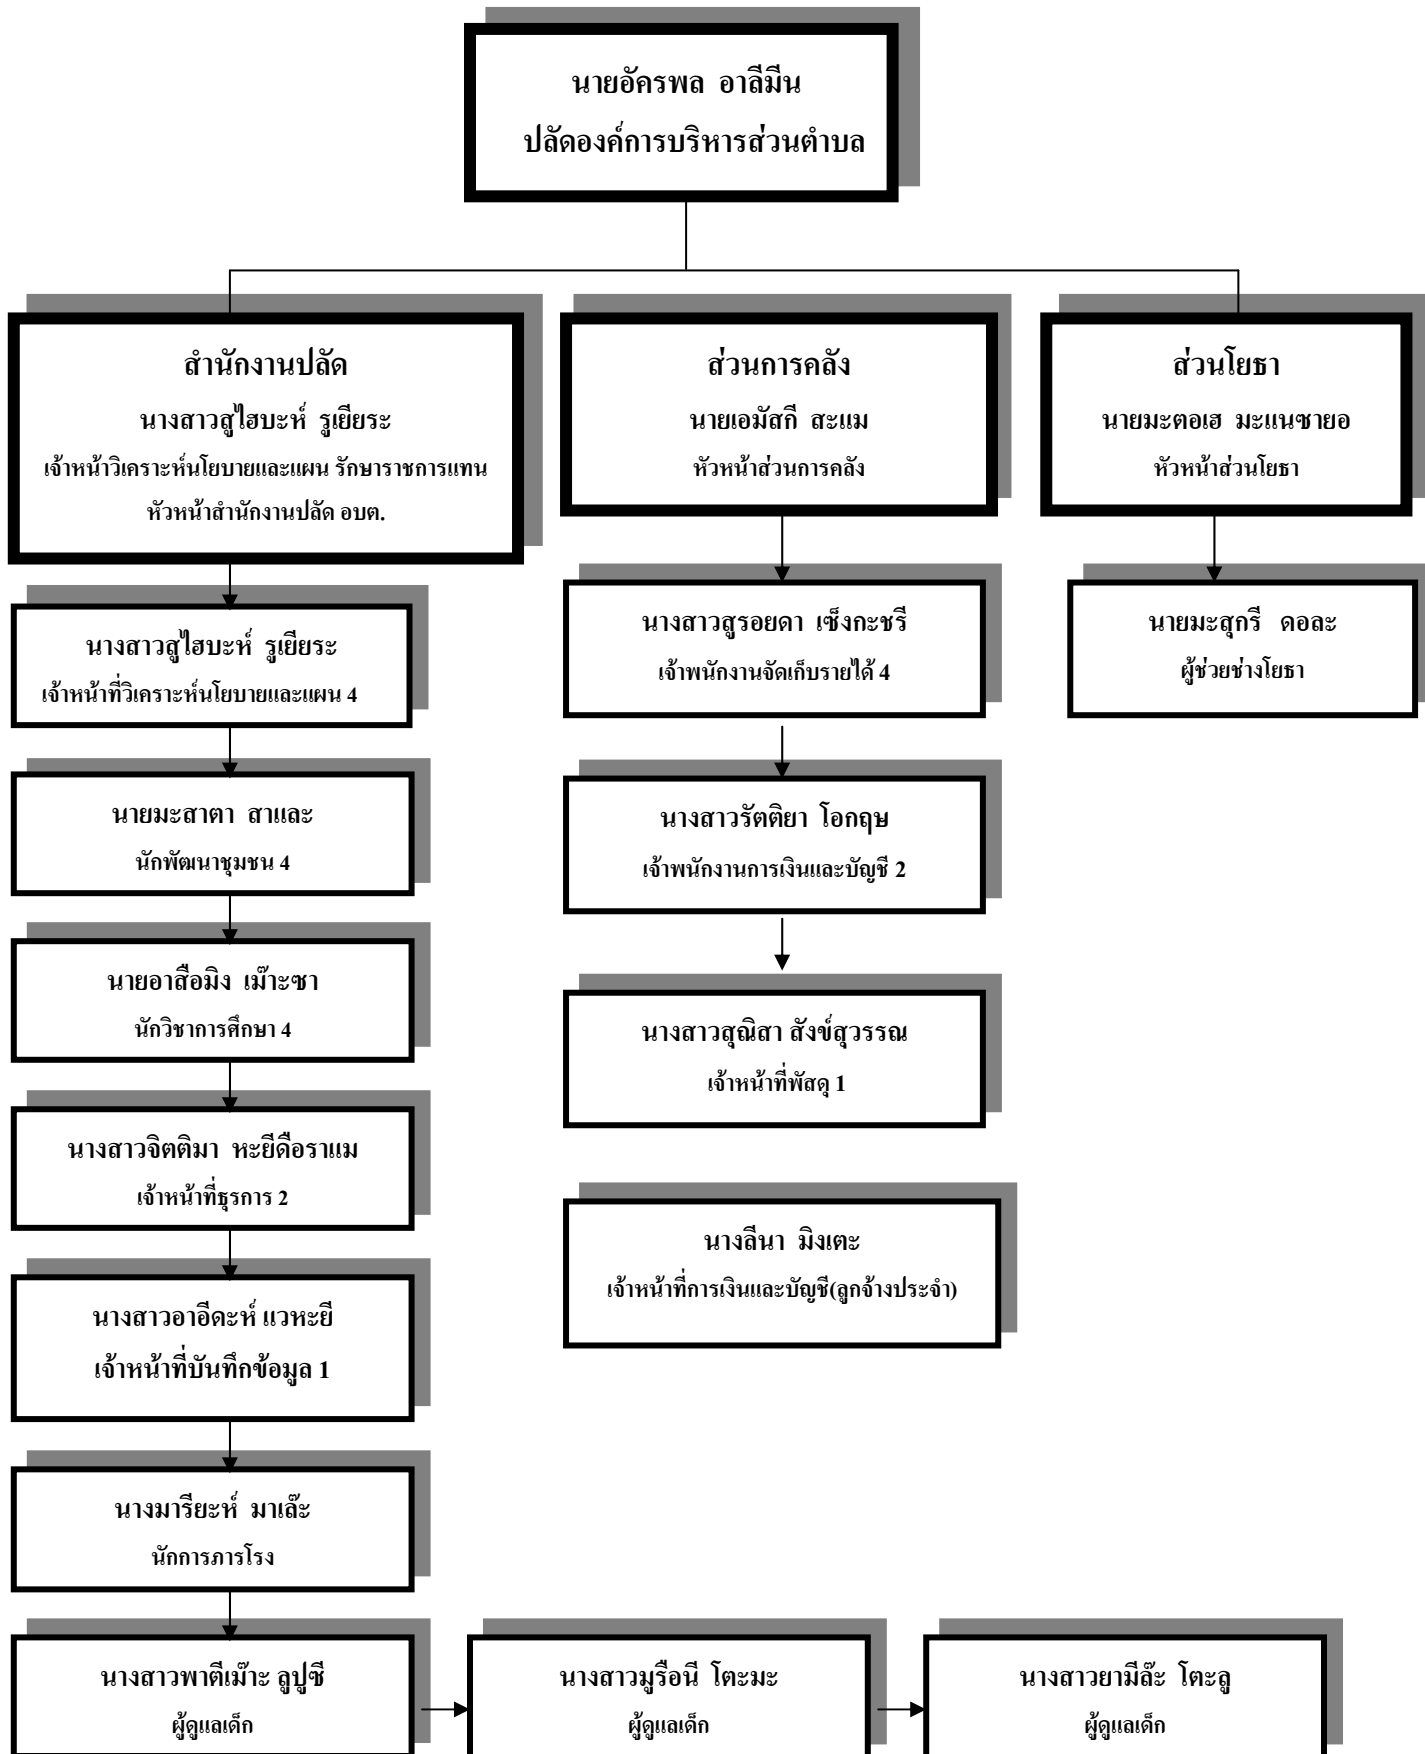 นายอัครพล อาลีมีน
ปลัดองค์การบริหารส่วนตำบล
สำนักงานปลัด
นางสาวสูไฮบะห์ รูเยียระ
เจ้าหน้าวิเคราะห์นโยบายและแผน รักษาราชการแทน
หัวหน้าสำนักงานปลัด อบต.
ส่วนการคลัง
นายเอมัสกี สะแม
หัวหน้าส่วนการคลัง
ส่วนโยธา
นายมะตอเฮ มะแนซายอ
หัวหน้าส่วนโยธา
นางสาวสูไฮบะห์ รูเยียระ
เจ้าหน้าที่วิเคราะห์นโยบายและแผน 4
นางสาวสูรอยดา เซ็งกะชรี
เจ้าพนักงานจัดเก็บรายได้ 4
นายมะสุกรี ดอละ
ผู้ช่วยช่างโยธา
นายมะสาตา สาและ
นักพัฒนาชุมชน 4
นางสาวรัตติยา โอกฤษ
เจ้าพนักงานการเงินและบัญชี 2
นายอาสือมิง เม๊าะซา
นักวิชาการศึกษา 4
นางสาวสุณิสา สังข์สุวรรณ
เจ้าหน้าที่พัสดุ 1
นางสาวจิตติมา หะยีดือราแม
เจ้าหน้าที่ธุรการ 2
นางลีนา มิงเตะ
เจ้าหน้าที่การเงินและบัญชี(ลูกจ้างประจำ)
นางสาวอาอีดะห์ แวหะยี
เจ้าหน้าที่บันทึกข้อมูล 1
นางมารียะห์ มาเล๊ะ
นักการภารโรง
นางสาวพาตีเม๊าะ ลูปูซี
ผู้ดูแลเด็ก
นางสาวมูรือนี โตะมะ
ผู้ดูแลเด็ก
นางสาวยามีล๊ะ โตะลู
ผู้ดูแลเด็ก